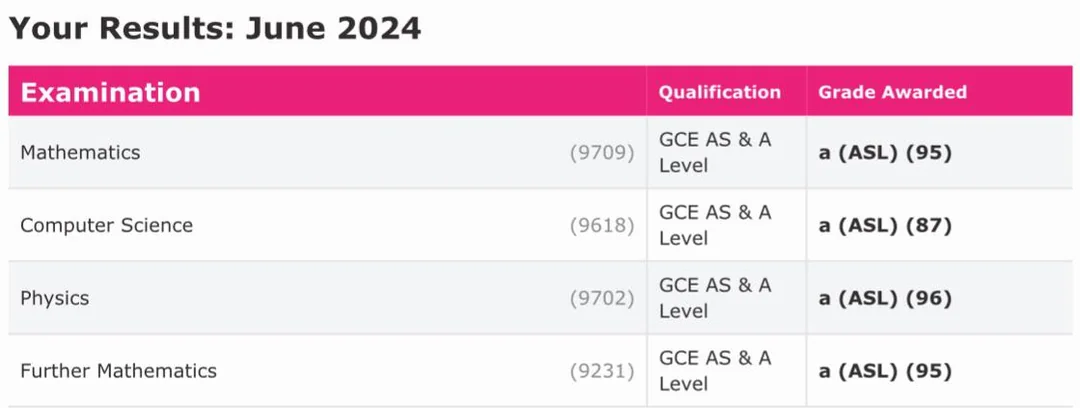 Your Results: June 2024
Examination Qualification Grade Awarded
Mathematics (9709) GCE AS & A Level a (ASL) (95)
Computer Science (9618) GCE AS & A Level a (ASL) (87)
Physics (9702) GCE AS & A Level a (ASL) (96)
Further Mathematics (9231) GCE AS & A Level a (ASL) (95)